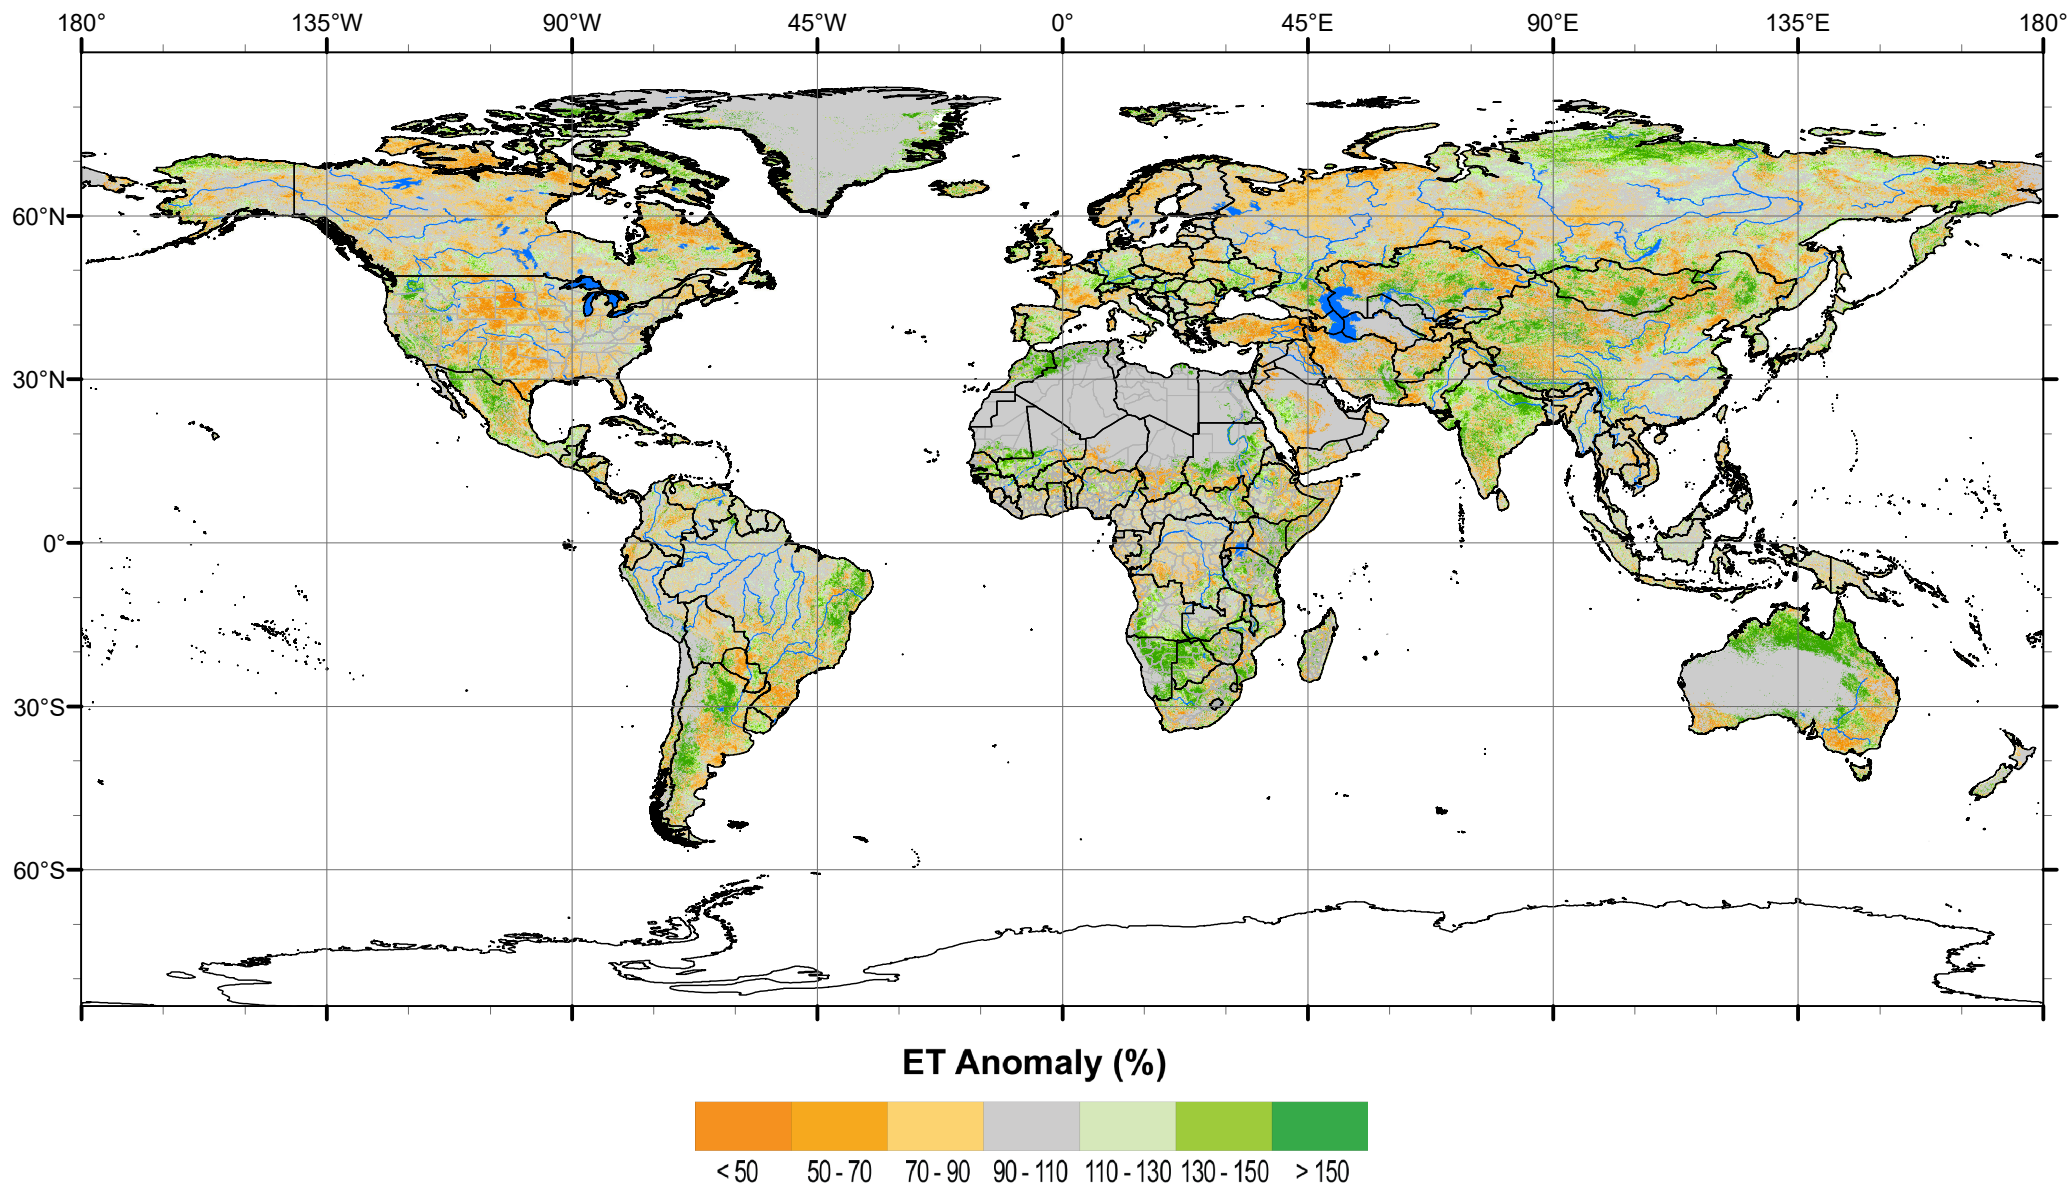 180° 135°W 90°W 45°W 0° 45°E 90°E 135°E 180°
60°N
30°N
0°
30°S
60°S
ET Anomaly (%)
< 50 50 - 70 70 - 90 90 - 110 110 - 130 130 - 150 > 150